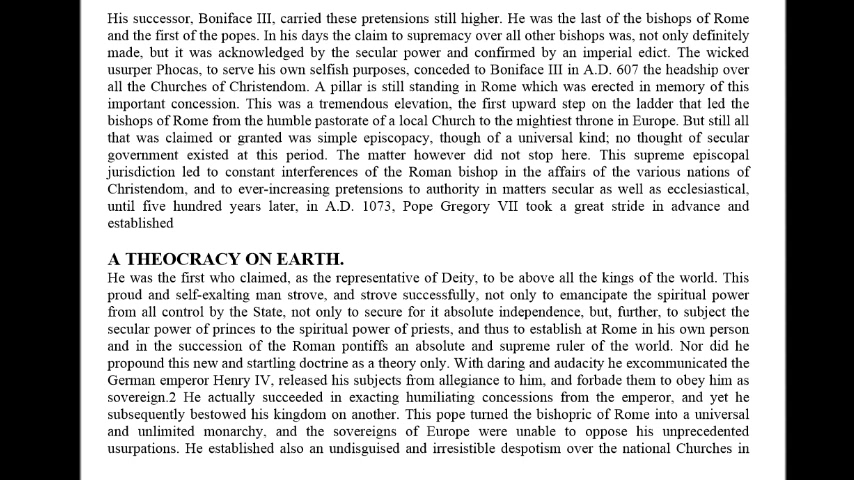 His successor, Boniface III, carried these pretensions still higher. He was the last of the bishops of Rome
and the first of the popes. In his days the claim to supremacy over all other bishops was, not only definitely
made, but it was acknowledged by the secular power and confirmed by an imperial edict. The wicked
usurper Phocas, to serve his own selfish purposes, conceded to Boniface III in A.D. 607 the headship over
all the Churches of Christendom. A pillar is still standing in Rome which was erected in memory of this
important concession. This was a tremendous elevation, the first upward step on the ladder that led the
bishops of Rome from the humble pastorate of a local Church to the mightiest throne in Europe. But still all
that was claimed or granted was simple episcopacy, though of a universal kind; no thought of secular
government existed at this period. The matter however did not stop here. This supreme episcopal
jurisdiction led to constant interferences of the Roman bishop in the affairs of the various nations of
Christendom, and to ever-increasing pretensions to authority in matters secular as well as ecclesiastical,
until five hundred years later, in A.D. 1073, Pope Gregory VII took a great stride in advance and
established
A THEOCRACY ON EARTH.
He was the first who claimed, as the representative of Deity, to be above all the kings of the world. This
proud and self-exalting man strove, and strove successfully, not only to emancipate the spiritual power
from all control by the State, not only to secure for it absolute independence, but, further, to subject the
secular power of princes to the spiritual power of priests, and thus to establish at Rome in his own person
and in the succession of the Roman pontiffs an absolute and supreme ruler of the world. Nor did he
propound this new and startling doctrine as a theory only. With daring and audacity he excommunicated the
German emperor Henry IV, released his subjects from allegiance to him, and forbade them to obey him as
sovereign.2 He actually succeeded in exacting humiliating concessions from the emperor, and yet he
subsequently bestowed his kingdom on another. This pope turned the bishopric of Rome into a universal
and unlimited monarchy, and the sovereigns of Europe were unable to oppose his unprecedented
usurpations. He established also an undisguised and irresistible despotism over the national Churches in